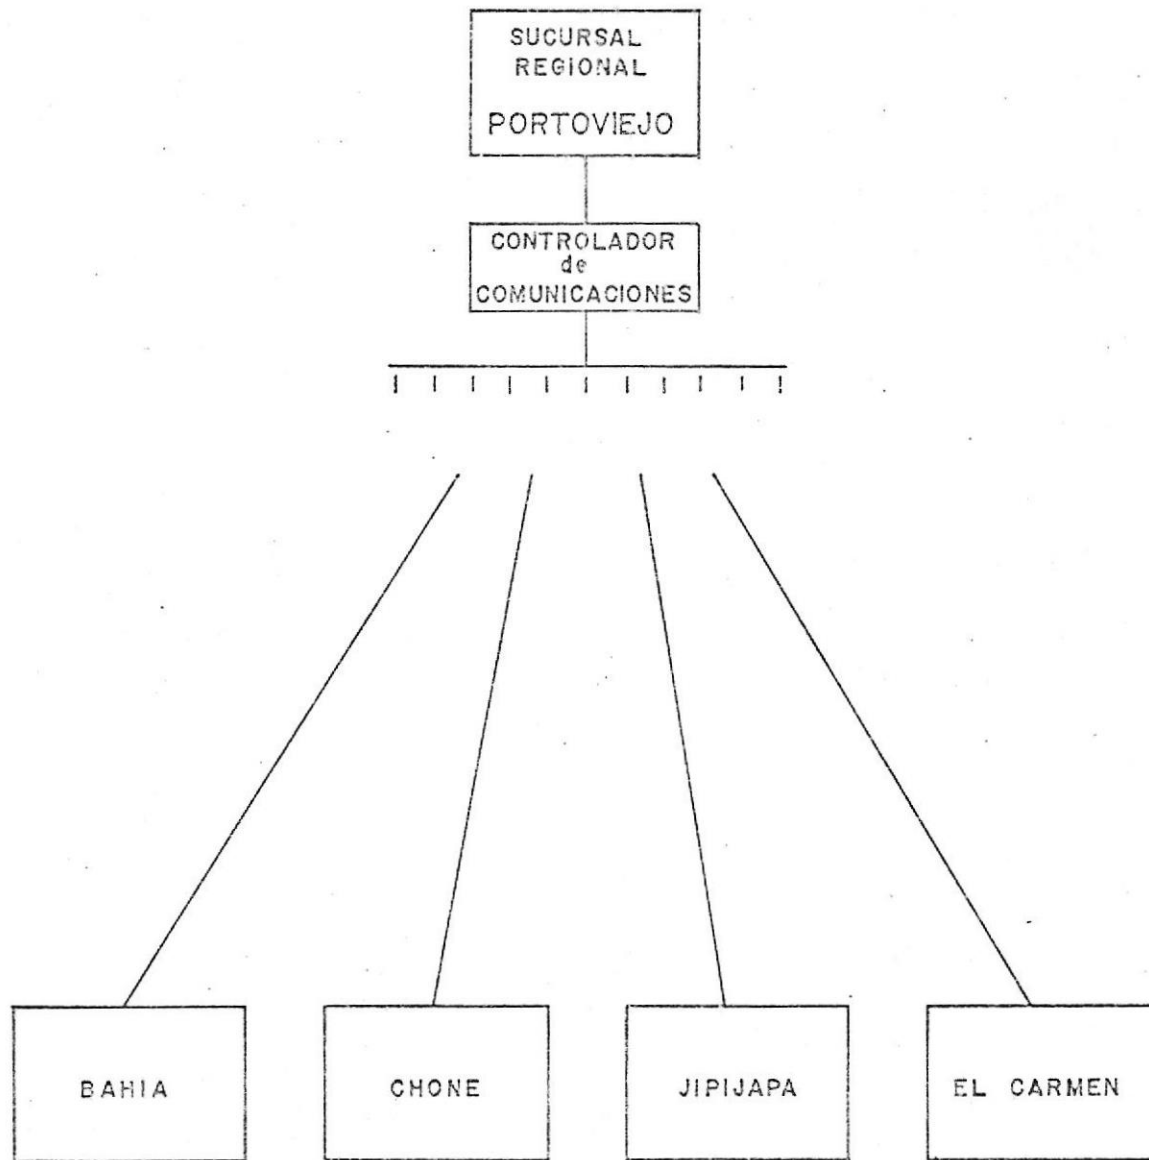 SUCURSAL
REGIONAL
PORTOVIEJO
CONTROLADOR
de
COMUNICACIONES
BAHIA
CHONE
JIPIJAPA
EL CARMEN